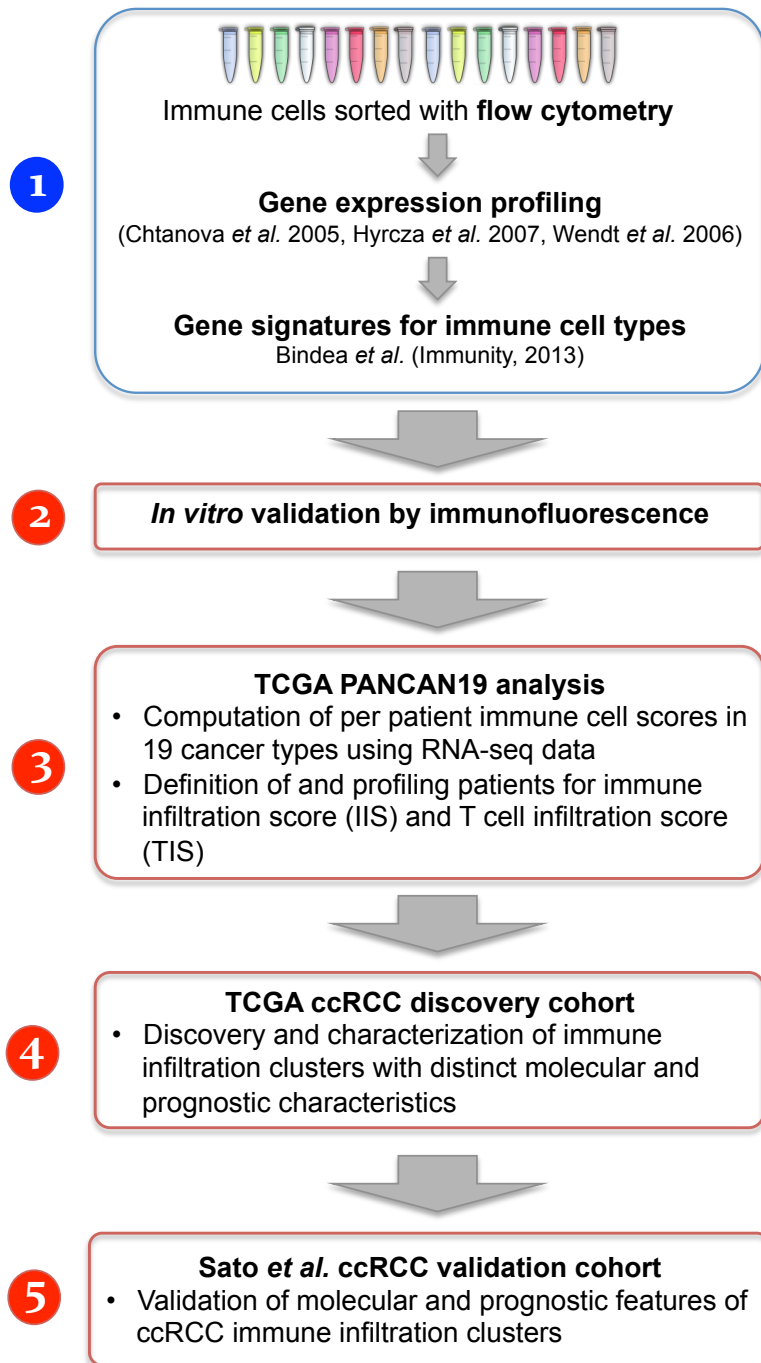 1
Immune cells sorted with flow cytometry
Gene expression profiling
(Chtanova et al. 2005, Hyrcza et al. 2007, Wendt et al. 2006)
Gene signatures for immune cell types
Bindea et al. (Immunity, 2013)
2
In vitro validation by immunofluorescence
3
TCGA PANCAN19 analysis
• Computation of per patient immune cell scores in
19 cancer types using RNA-seq data
• Definition of and profiling patients for immune
infiltration score (IIS) and T cell infiltration score
(TIS)
4
TCGA ccRCC discovery cohort
• Discovery and characterization of immune
infiltration clusters with distinct molecular and
prognostic characteristics
5
Sato et al. ccRCC validation cohort
• Validation of molecular and prognostic features of
ccRCC immune infiltration clusters